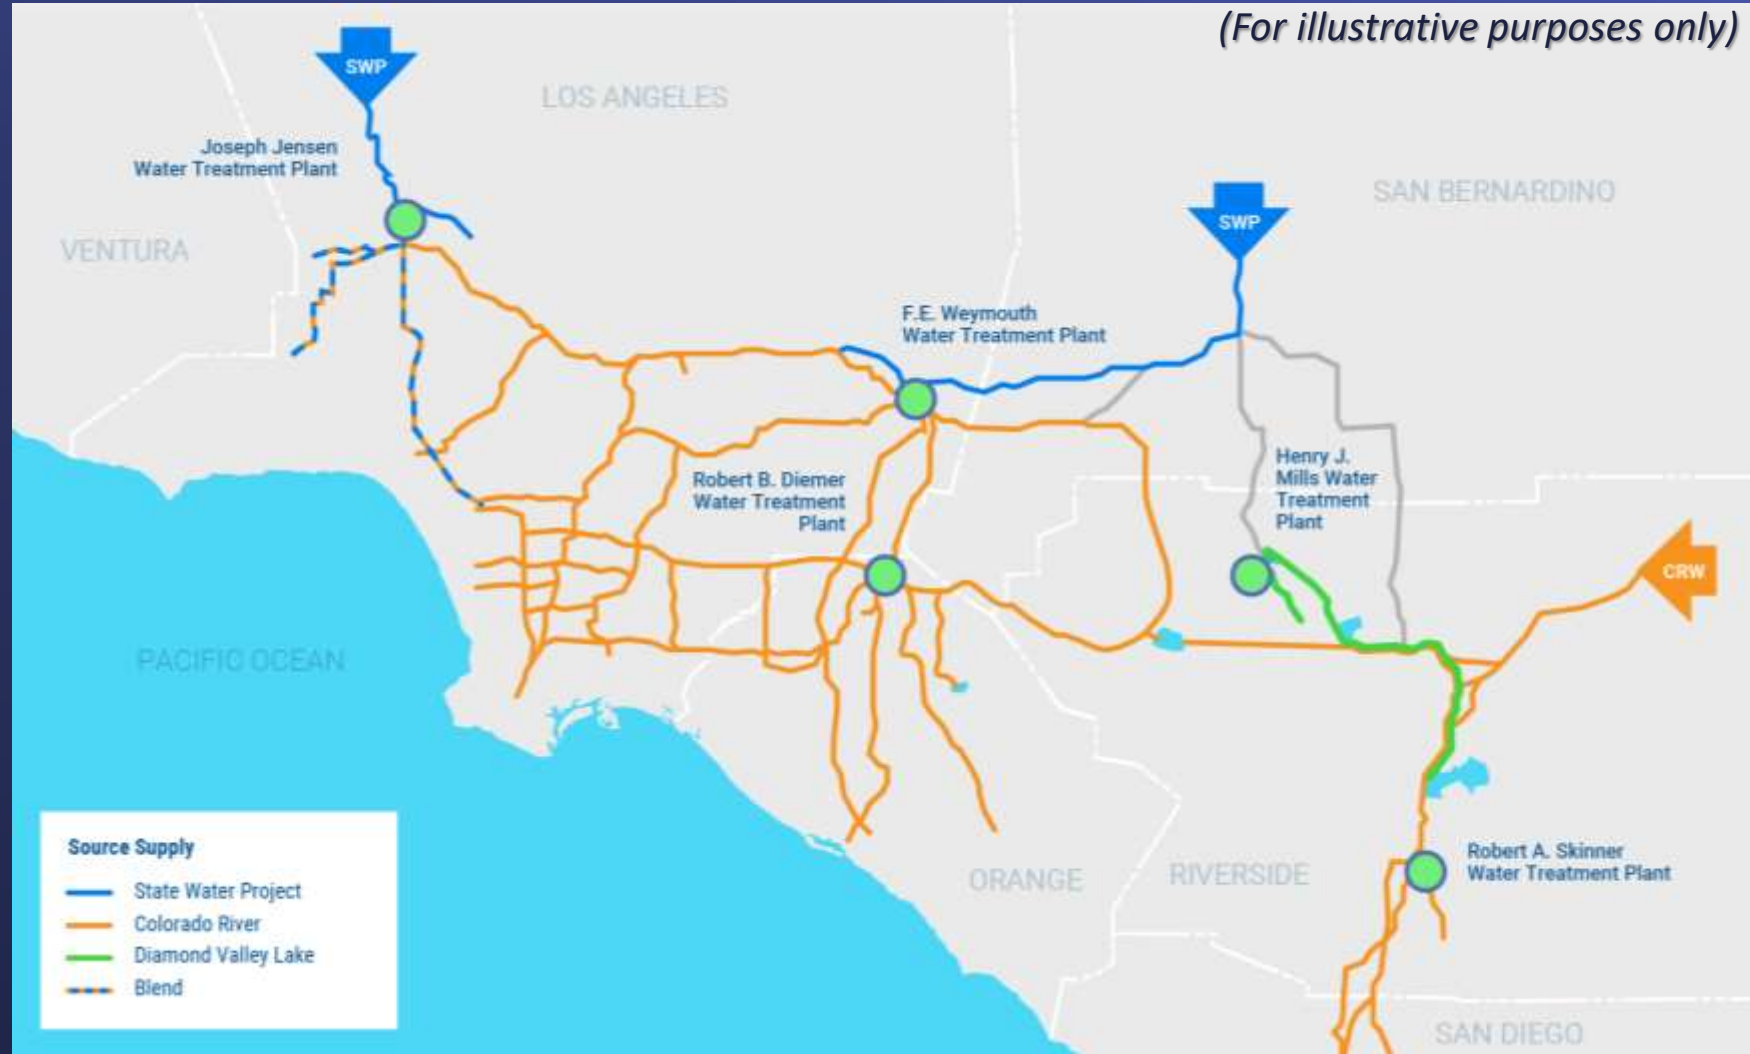 (For illustrative purposes only)
SWP
LOS ANGELES
Joseph Jensen
Water Treatment Plant
SAN BERNARDINO
SWP
VENTURA
F.E. Weymouth
Water Treatment Plant
Henry J.
Mills Water
Treatment
Plant
Robert B. Diemer
Water Treatment
Plant
CRW
PACIFIC OCEAN
Robert A. Skinner
Water Treatment Plant
ORANGE
RIVERSIDE
SAN DIEGO
Source Supply
State Water Project
Colorado River
Diamond Valley Lake
Blend